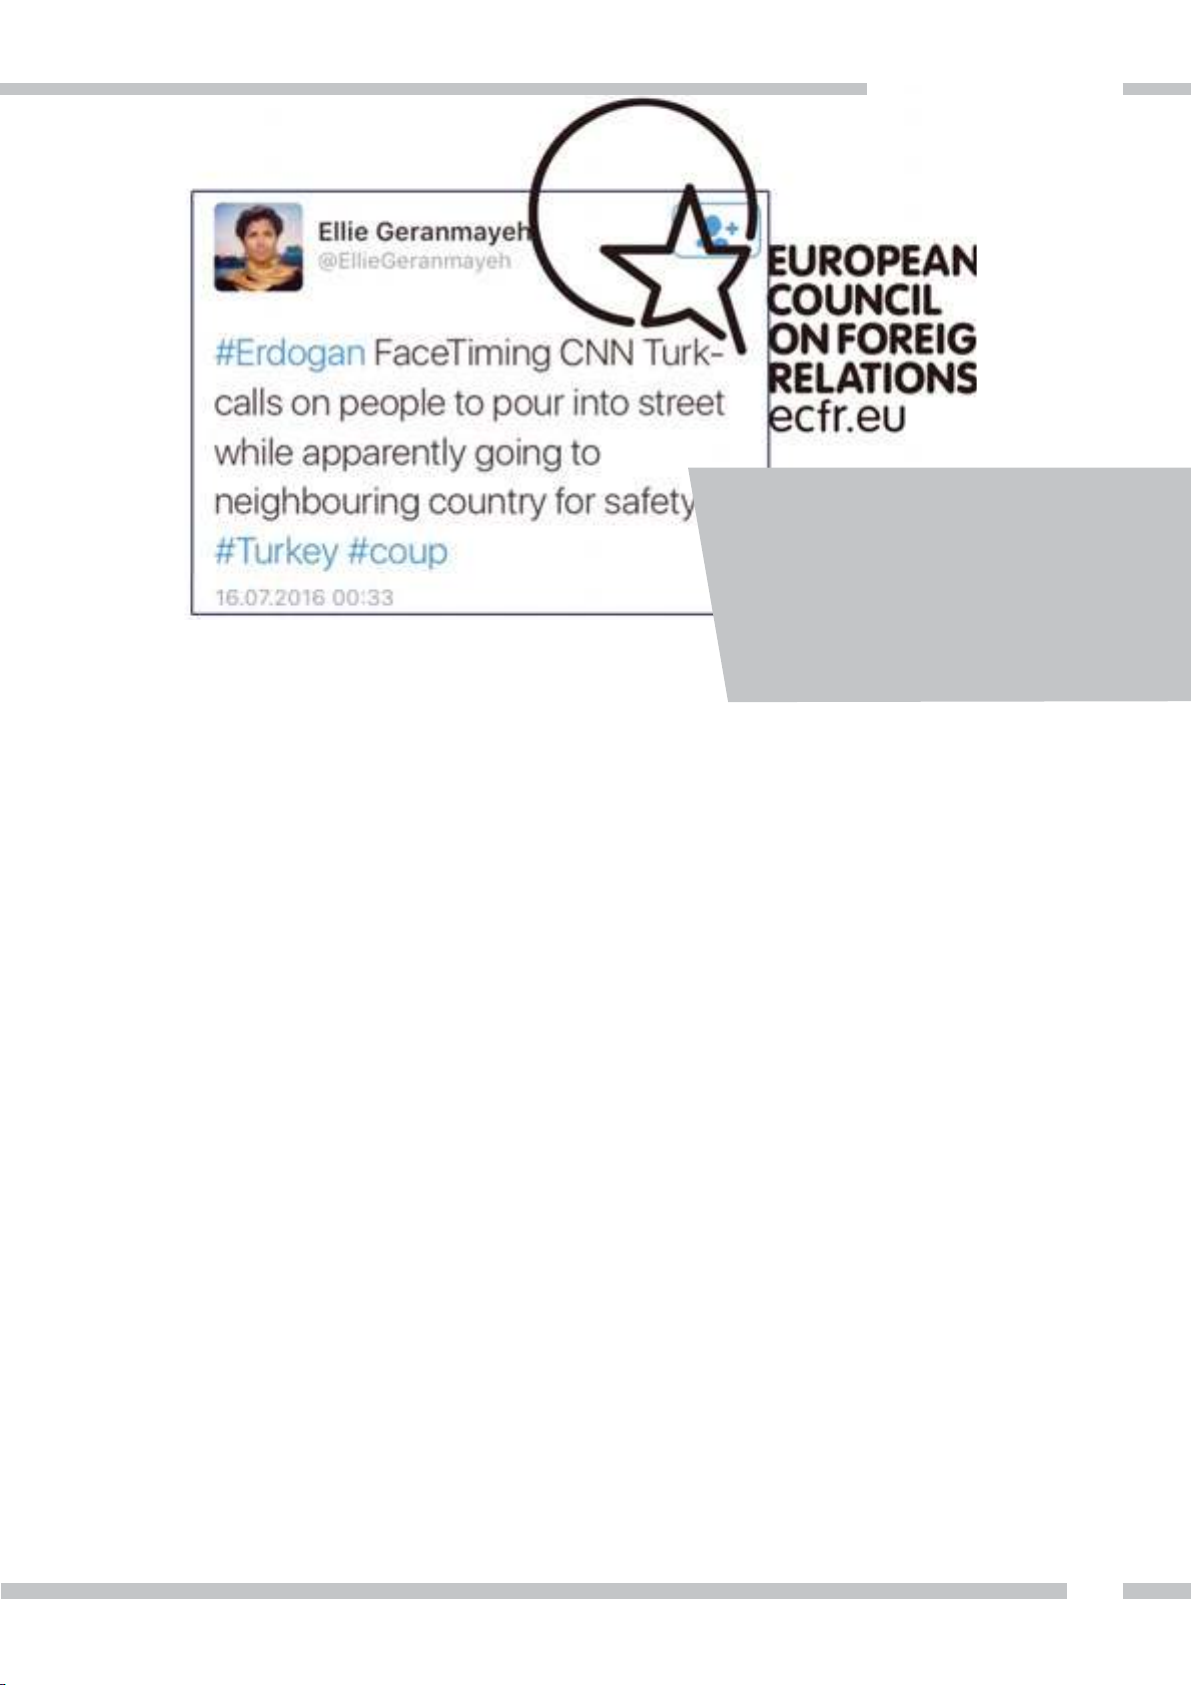 Ellie Geranmayeh
@EllieGeranmayeh
#Erdogan FaceTiming CNN Turk-
calls on people to pour into street
while apparently going to
neighbouring country for safety
#Turkey #coup
16.07.2016 00:33
EUROPEAN
COUNCIL
ON FOREIG
RELATIONS
ecfr.eu